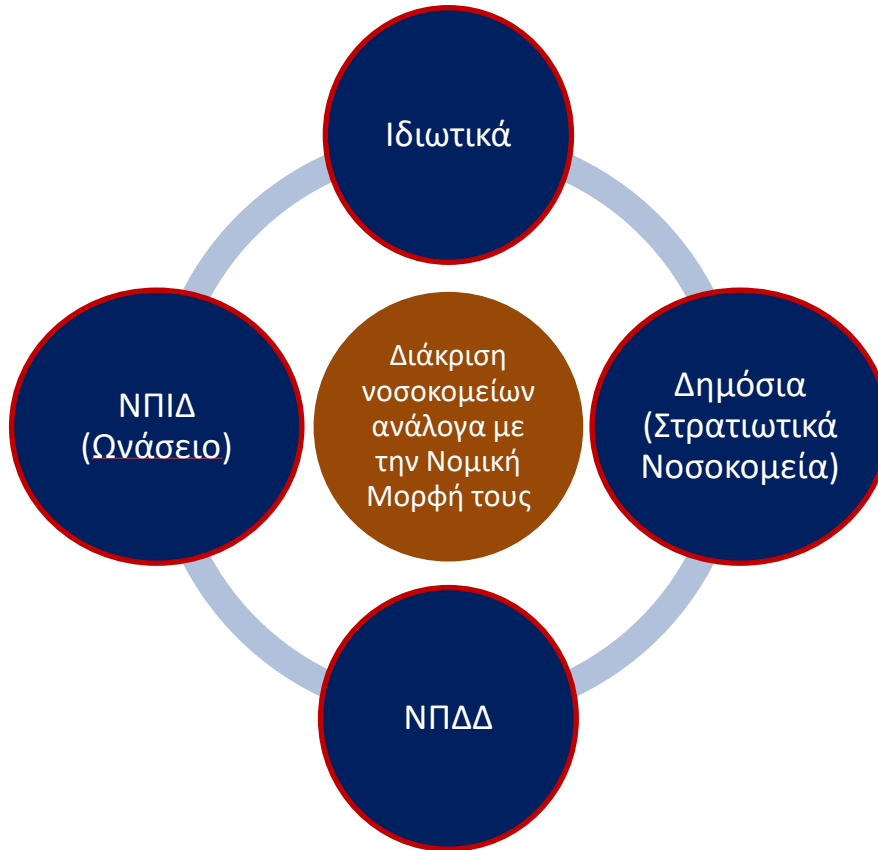 Ιδιωτικά
Διάκριση
νοσοκομείων
ανάλογα με
την Νομική
Μορφή τους
Δημόσια
(Στρατιωτικά
Νοσοκομεία)
ΝΠΔΔ
ΝΠΙΔ
(Ωνάσειο)